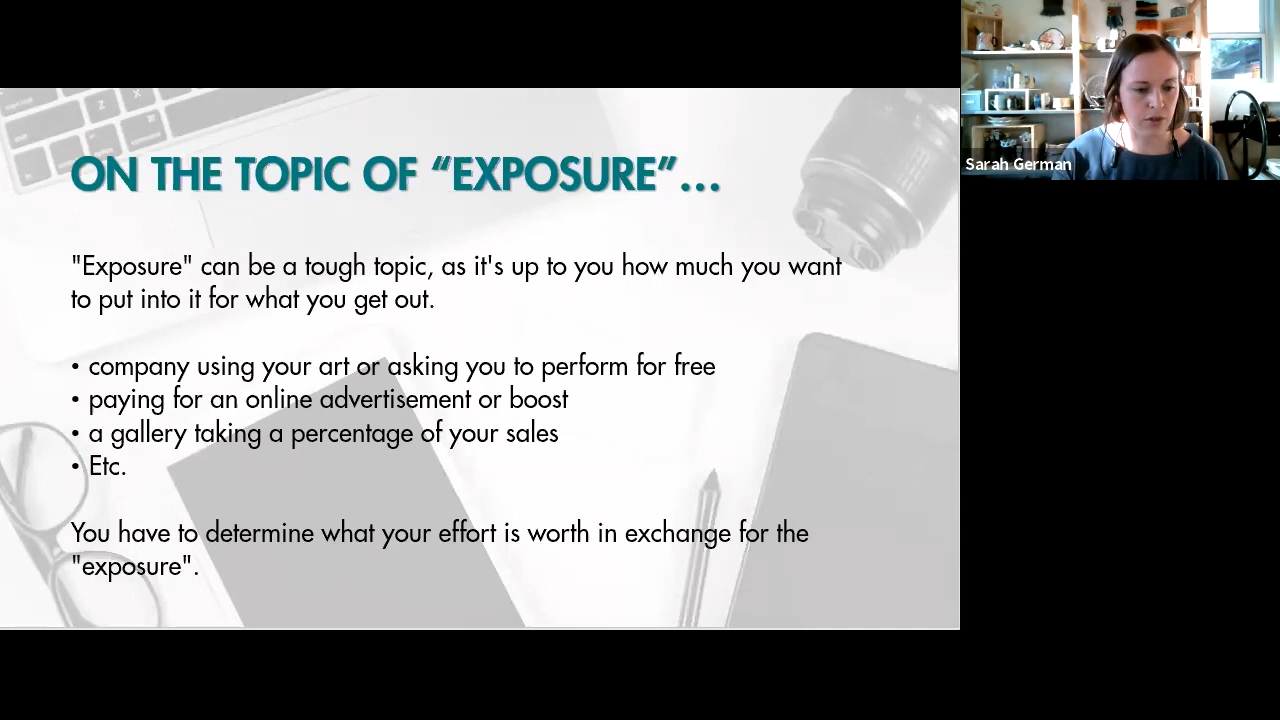 ON THE TOPIC OF “EXPOSURE”...
"Exposure" can be a tough topic, as it's up to you how much you want
to put into it for what you get out.
• company using your art or asking you to perform for free
• paying for an online advertisement or boost
• a gallery taking a percentage of your sales
• Etc.
You have to determine what your effort is worth in exchange for the
"exposure".
Sarah German